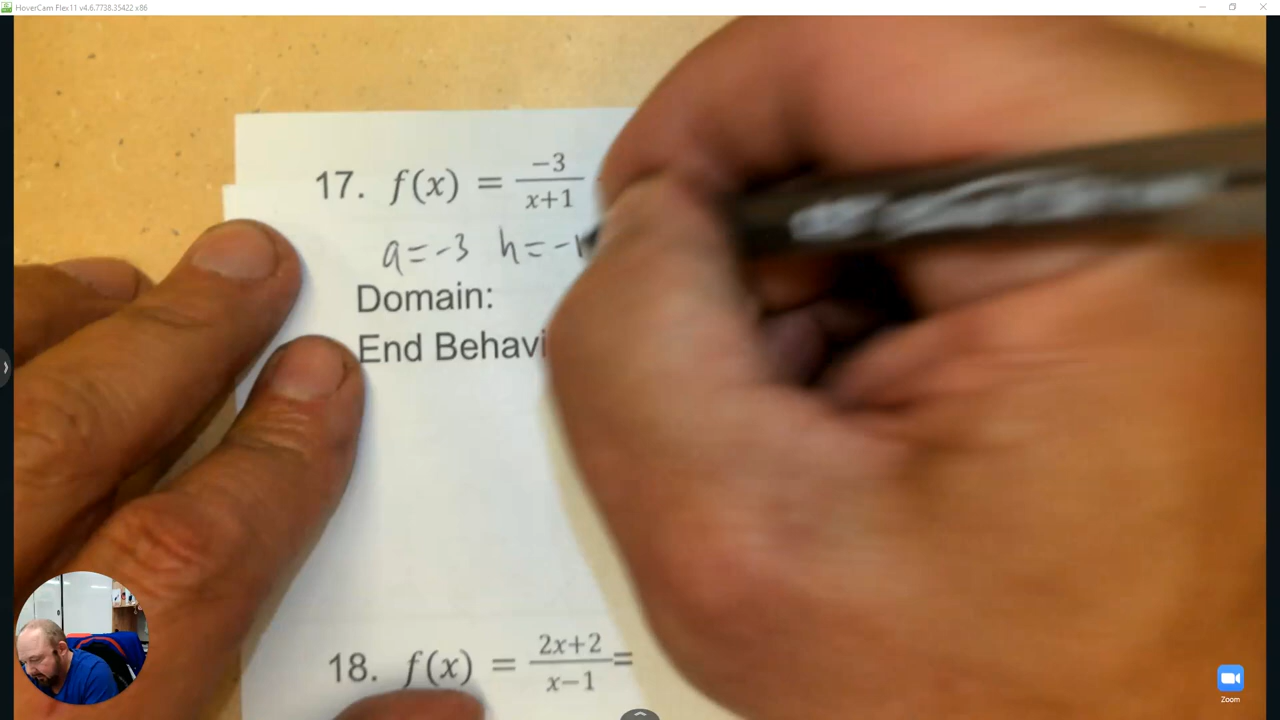 HoverCam Flex11 v4.6.7738.35422 x86
17. f(x) = -3/x+1
a=-3 h=-1
Domain:
End Behavi
18. f(x) = 2x+2/x-1 =
Zoom